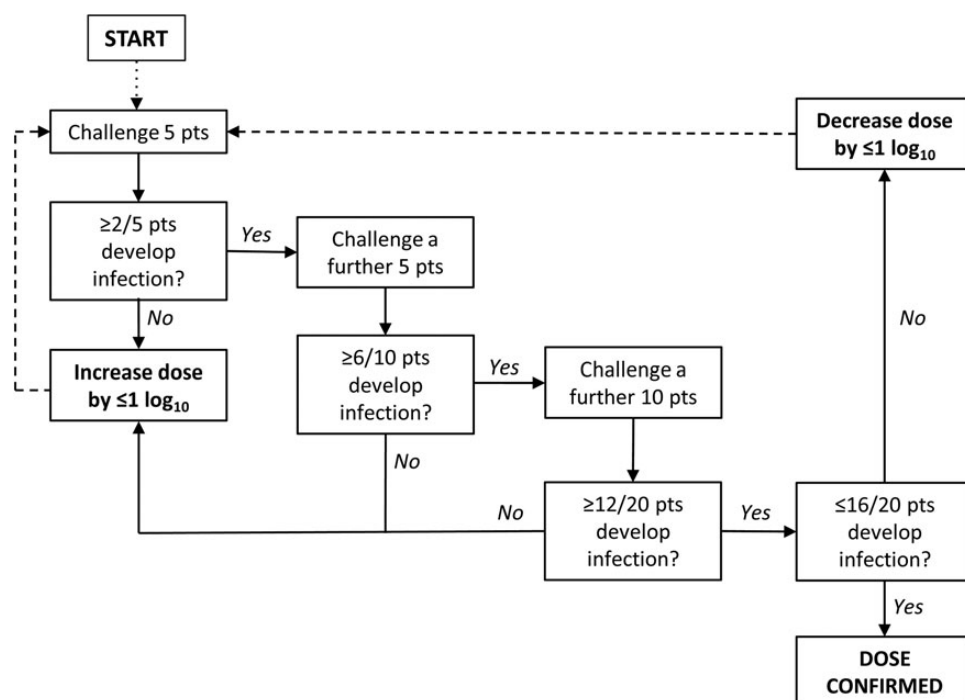 START
Challenge 5 pts
Decrease dose
by ≤1 log₁₀
≥2/5 pts
develop
infection?
Yes
Challenge a
further 5 pts
No
No
Increase dose
by ≤1 log₁₀
≥6/10 pts
develop
infection?
Yes
Challenge a
further 10 pts
No
≥12/20 pts
develop
infection?
No
Yes
≤16/20 pts
develop
infection?
Yes
DOSE
CONFIRMED